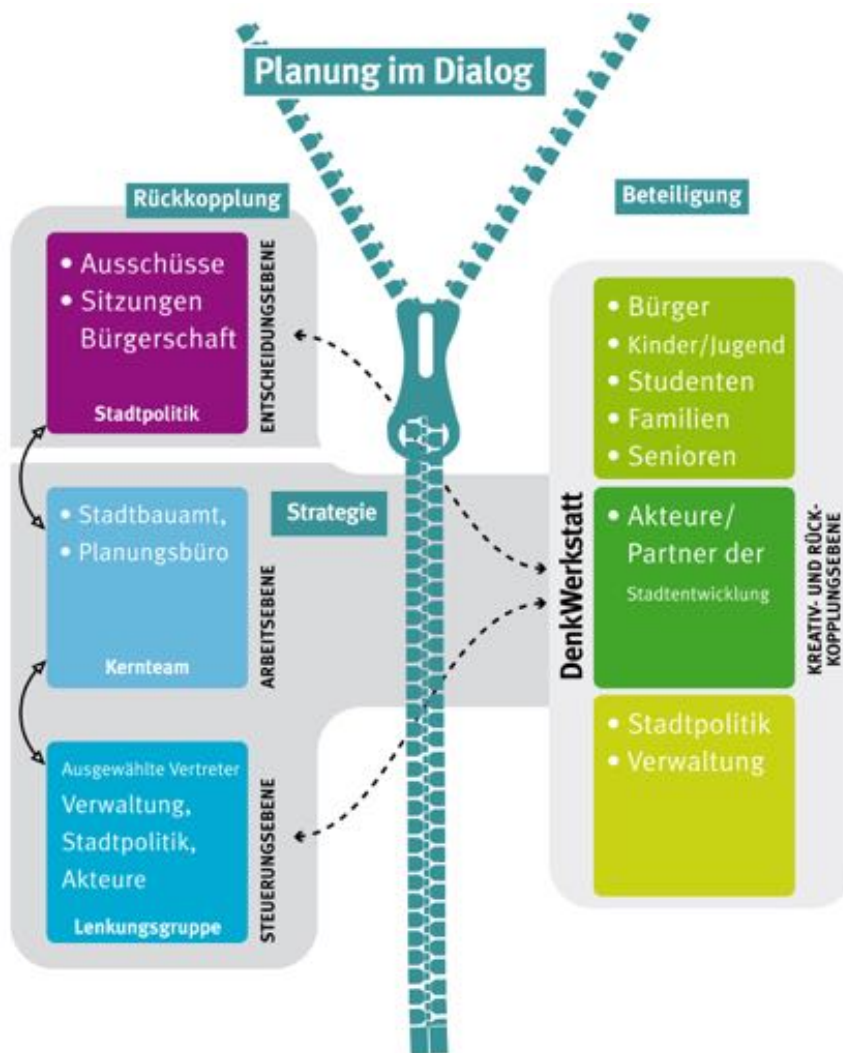 Planung im Dialog
Rückkopplung
• Ausschüsse
• Sitzungen
Bürgerschaft
Stadtpolitik
ENTSCHEIDUNGSEBENE
Strategie
• Stadtbauamt,
• Planungsbüro
Kernteam
ARBEITSEBENE
Ausgewählte Vertreter
Verwaltung,
Stadtpolitik,
Akteure
Lenkungsgruppe
STEUERUNGSEBENE
Beteiligung
DenkWerkstatt
• Bürger
• Kinder/Jugend
• Studenten
• Familien
• Senioren
• Akteure/
Partner der
Stadtentwicklung
• Stadtpolitik
• Verwaltung
KREATIV- UND RÜCK-
KOPPLUNGSEBENE